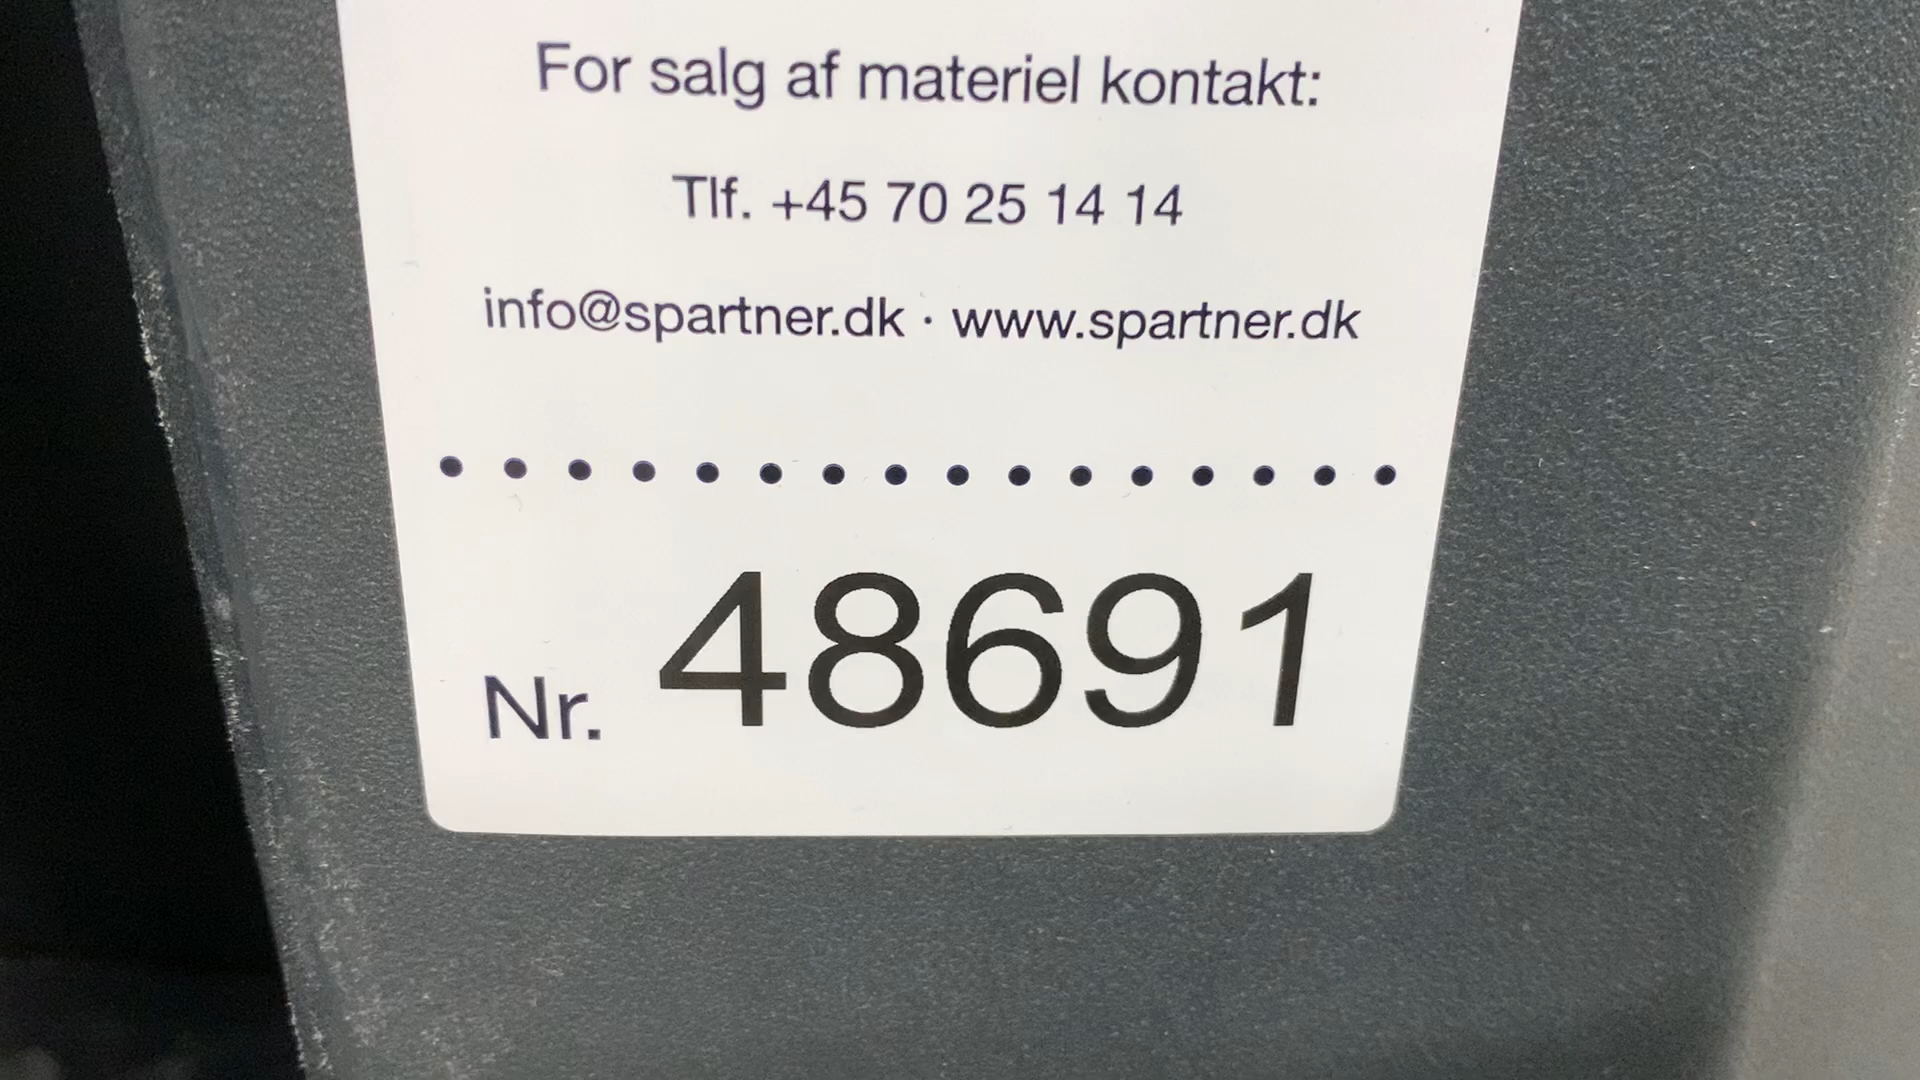 For salg af materiel kontakt:
Tlf. +45 70 25 14 14
info@spartner.dk · www.spartner.dk
Nr. 48691